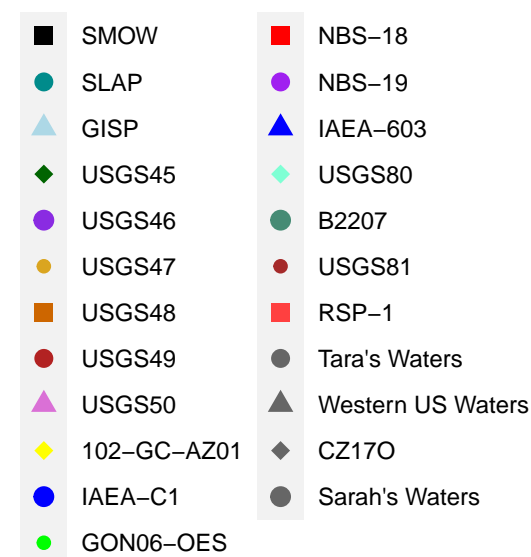 SMOW
SLAP
GISP
USGS45
USGS46
USGS47
USGS48
USGS49
USGS50
102−GC−AZ01
IAEA−C1
GON06−OES
NBS−18
NBS−19
IAEA−603
USGS80
B2207
USGS81
RSP−1
Tara's Waters
Western US Waters
CZ17O
Sarah's Waters